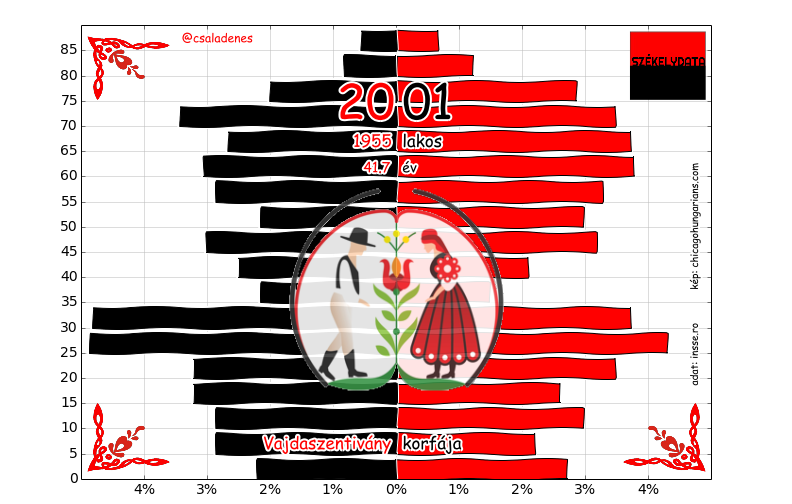 @csaladenes
SZÉKELYDATA
2001
1955 lakos
41.7 év
kép: chicagohungarians.com
adat: insse.ro
Vajdaszentivány korfája
85
80
75
70
65
60
55
50
45
40
35
30
25
20
15
10
5
0
4% 3% 2% 1% 0% 1% 2% 3% 4%